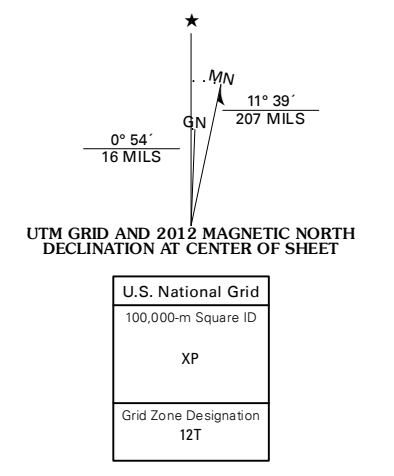 ★
MN
11° 39´
207 MILS
GN
0° 54´
16 MILS
UTM GRID AND 2012 MAGNETIC NORTH
DECLINATION AT CENTER OF SHEET
U.S. National Grid
100,000-m Square ID
XP
Grid Zone Designation
12T